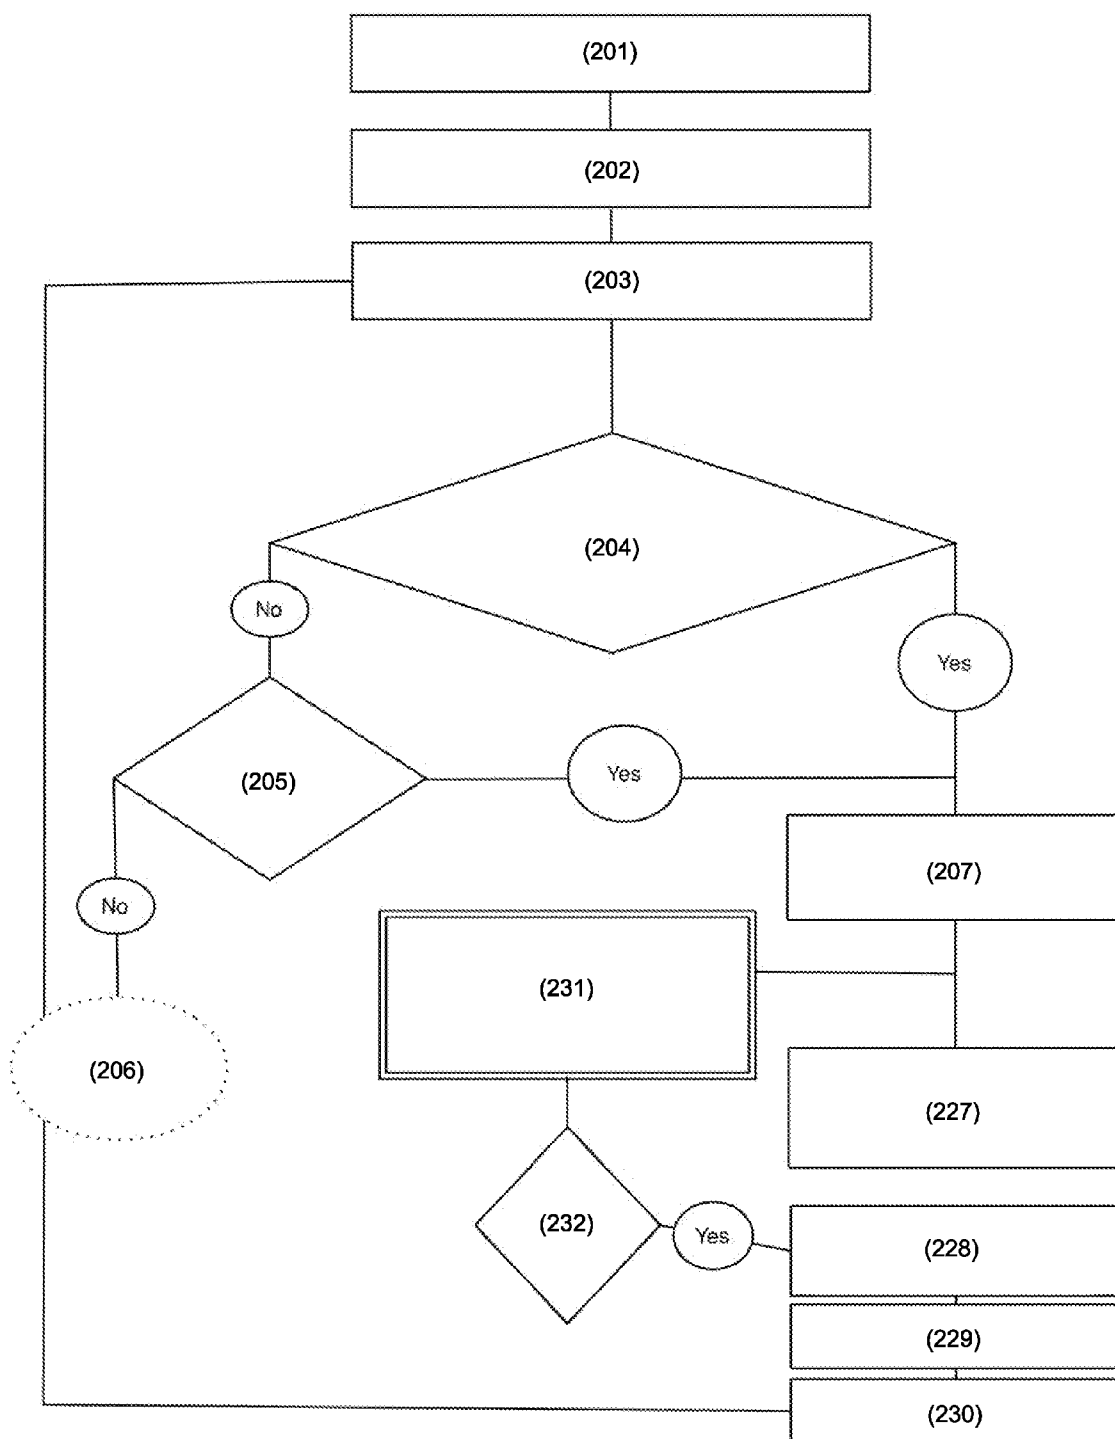 (201)
(202)
(203)
(204)
No
Yes
(205)
Yes
(207)
No
(231)
(206)
(227)
(232)
Yes
(228)
(229)
(230)